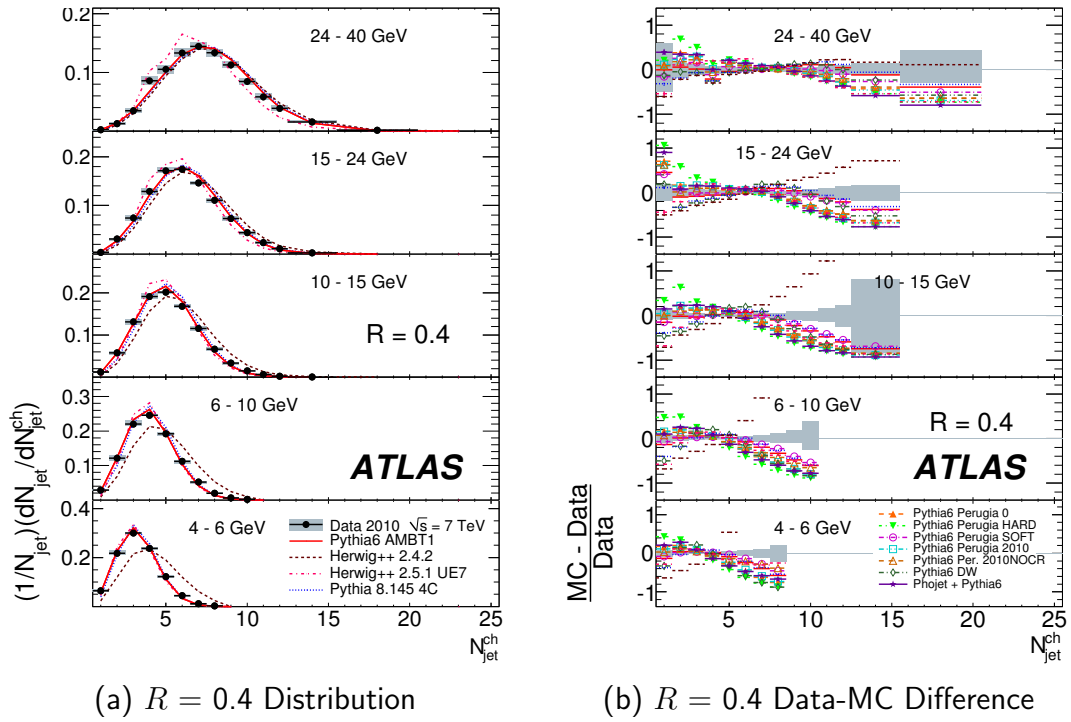 0.2
24 - 40 GeV
0.1
0.2
15 - 24 GeV
0.1
10 - 15 GeV
0.2
0.1
R = 0.4
0.3
6 - 10 GeV
0.2
0.1
ATLAS
0.4
4 - 6 GeV
0.2
Data 2010 √s = 7 TeV
Pythia6 AMBT1
Herwig++ 2.4.2
Herwig++ 2.5.1 UE7
Pythia 8.145 4C
0 5 10 15 20 25
N_jet^ch
(1/N_jet)(dN_jet/dN_jet^ch)
(a) R = 0.4 Distribution
1
24 - 40 GeV
0
-1
1
15 - 24 GeV
0
-1
1
10 - 15 GeV
0
-1
1
6 - 10 GeV
0
R = 0.4
ATLAS
-1
1
4 - 6 GeV
0
-1
Pythia6 Perugia 0
Pythia6 Perugia HARD
Pythia6 Perugia SOFT
Pythia6 Perugia 2010
Pythia6 Per. 2010NOCR
Pythia6 DW
Phojet + Pythia6
0 5 10 15 20 25
N_jet^ch
MC - Data
Data
(b) R = 0.4 Data-MC Difference